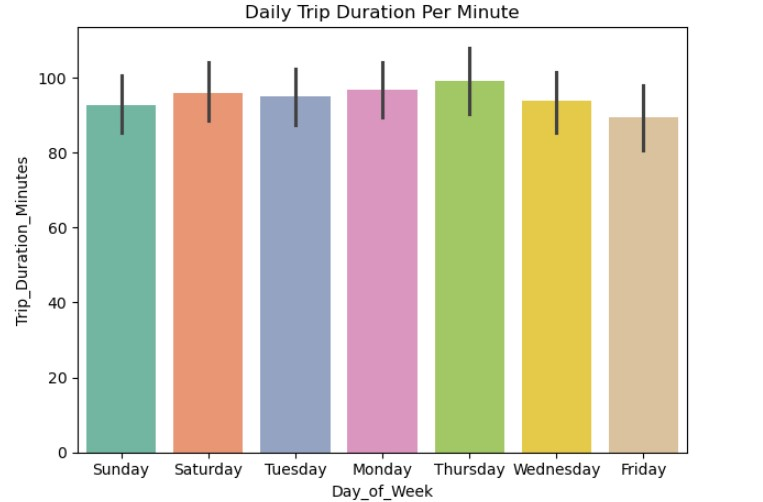 Daily Trip Duration Per Minute
Trip_Duration_Minutes
100
80
60
40
20
0
Sunday Saturday Tuesday Monday Thursday Wednesday Friday
Day_of_Week